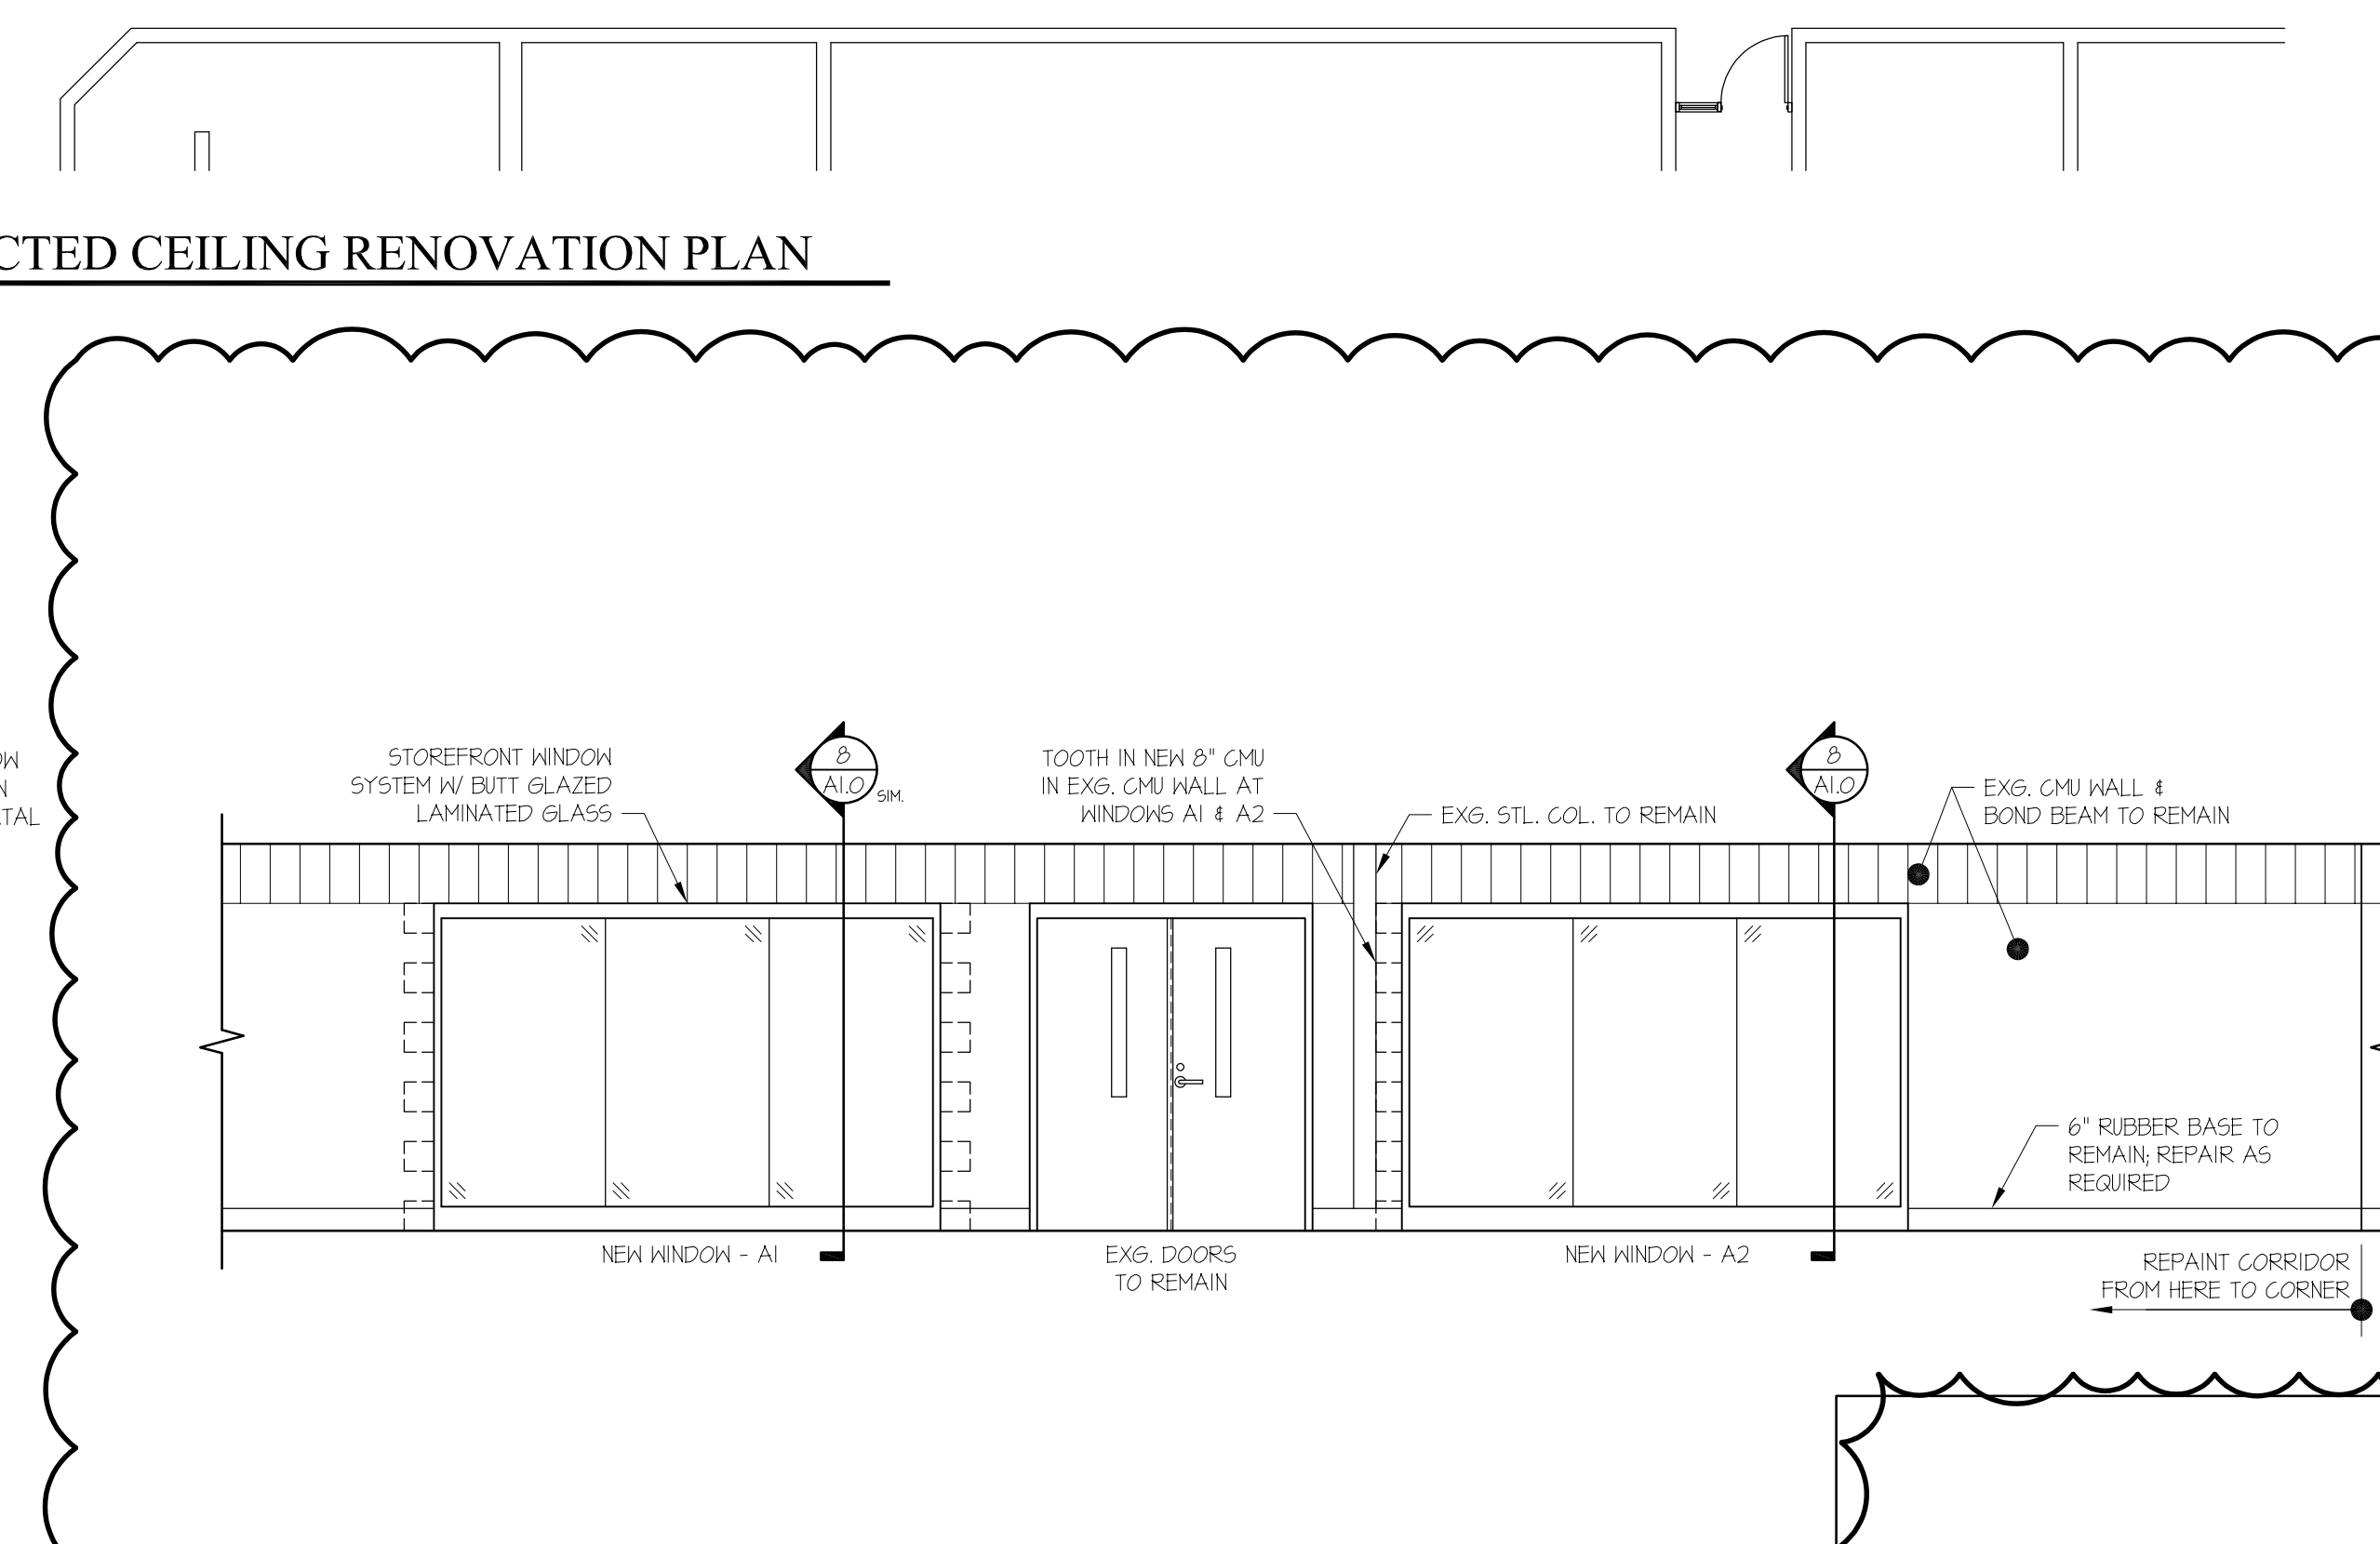 CTED CEILING RENOVATION PLAN
STOREFRONT WINDOW
SYSTEM W/ BUTT GLAZED
LAMINATED GLASS
8
A1.0
SIM.
TOOTH IN NEW 8" CMU
IN EXG. CMU WALL AT
WINDOWS A1 & A2
EXG. STL. COL. TO REMAIN
8
A1.0
EXG. CMU WALL &
BOND BEAM TO REMAIN
6" RUBBER BASE TO
REMAIN; REPAIR AS
REQUIRED
NEW WINDOW - A1
EXG. DOORS
TO REMAIN
NEW WINDOW - A2
REPAINT CORRIDOR
FROM HERE TO CORNER